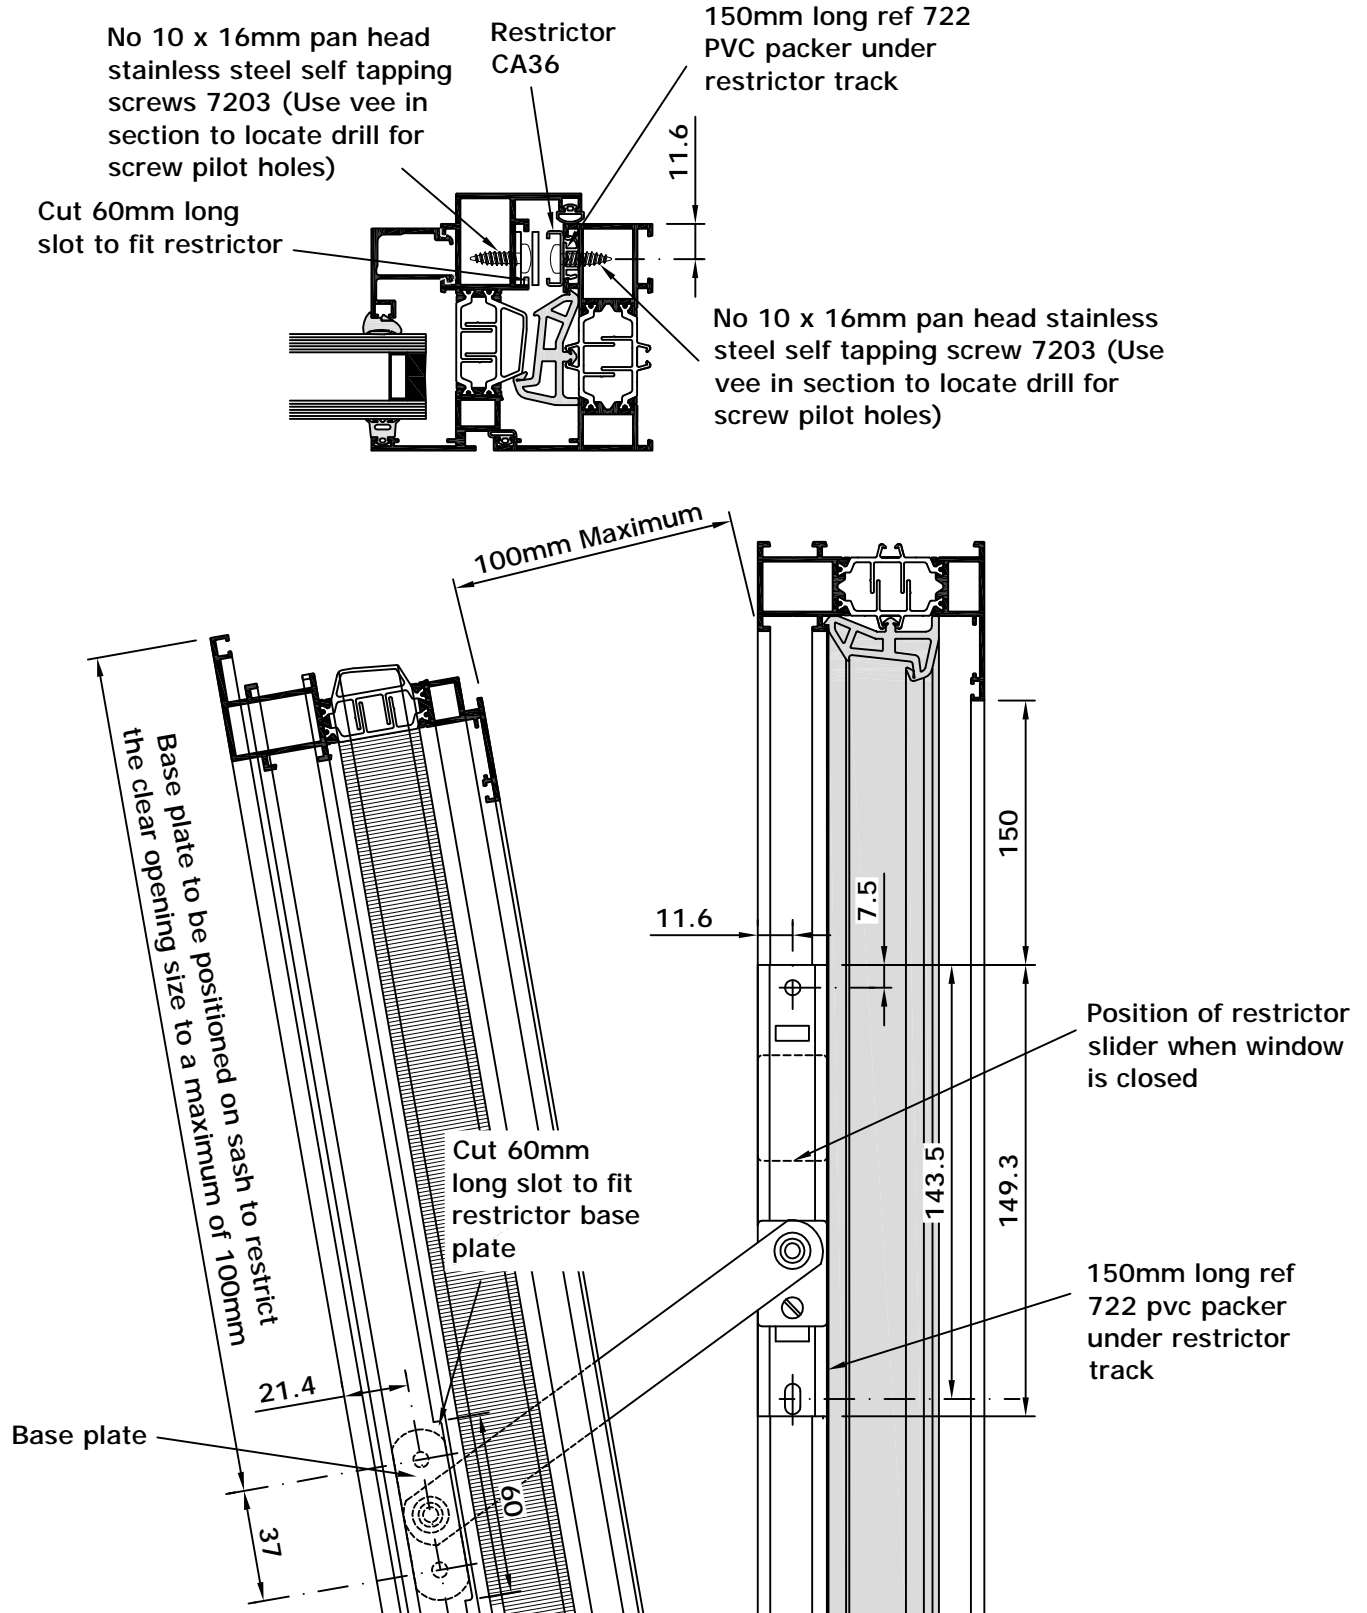 No 10 x 16mm pan head
stainless steel self tapping
screws 7203 (Use vee in
section to locate drill for
screw pilot holes)
Restrictor
CA36
150mm long ref 722
PVC packer under
restrictor track
11.6
Cut 60mm long
slot to fit restrictor
No 10 x 16mm pan head stainless
steel self tapping screw 7203 (Use
vee in section to locate drill for
screw pilot holes)
100mm Maximum
Base plate to be positioned on sash to restrict
the clear opening size to a maximum of 100mm
150
7.5
11.6
Position of restrictor
slider when window
is closed
Cut 60mm
long slot to fit
restrictor base
plate
143.5
149.3
150mm long ref
722 pvc packer
under restrictor
track
21.4
Base plate
60
37